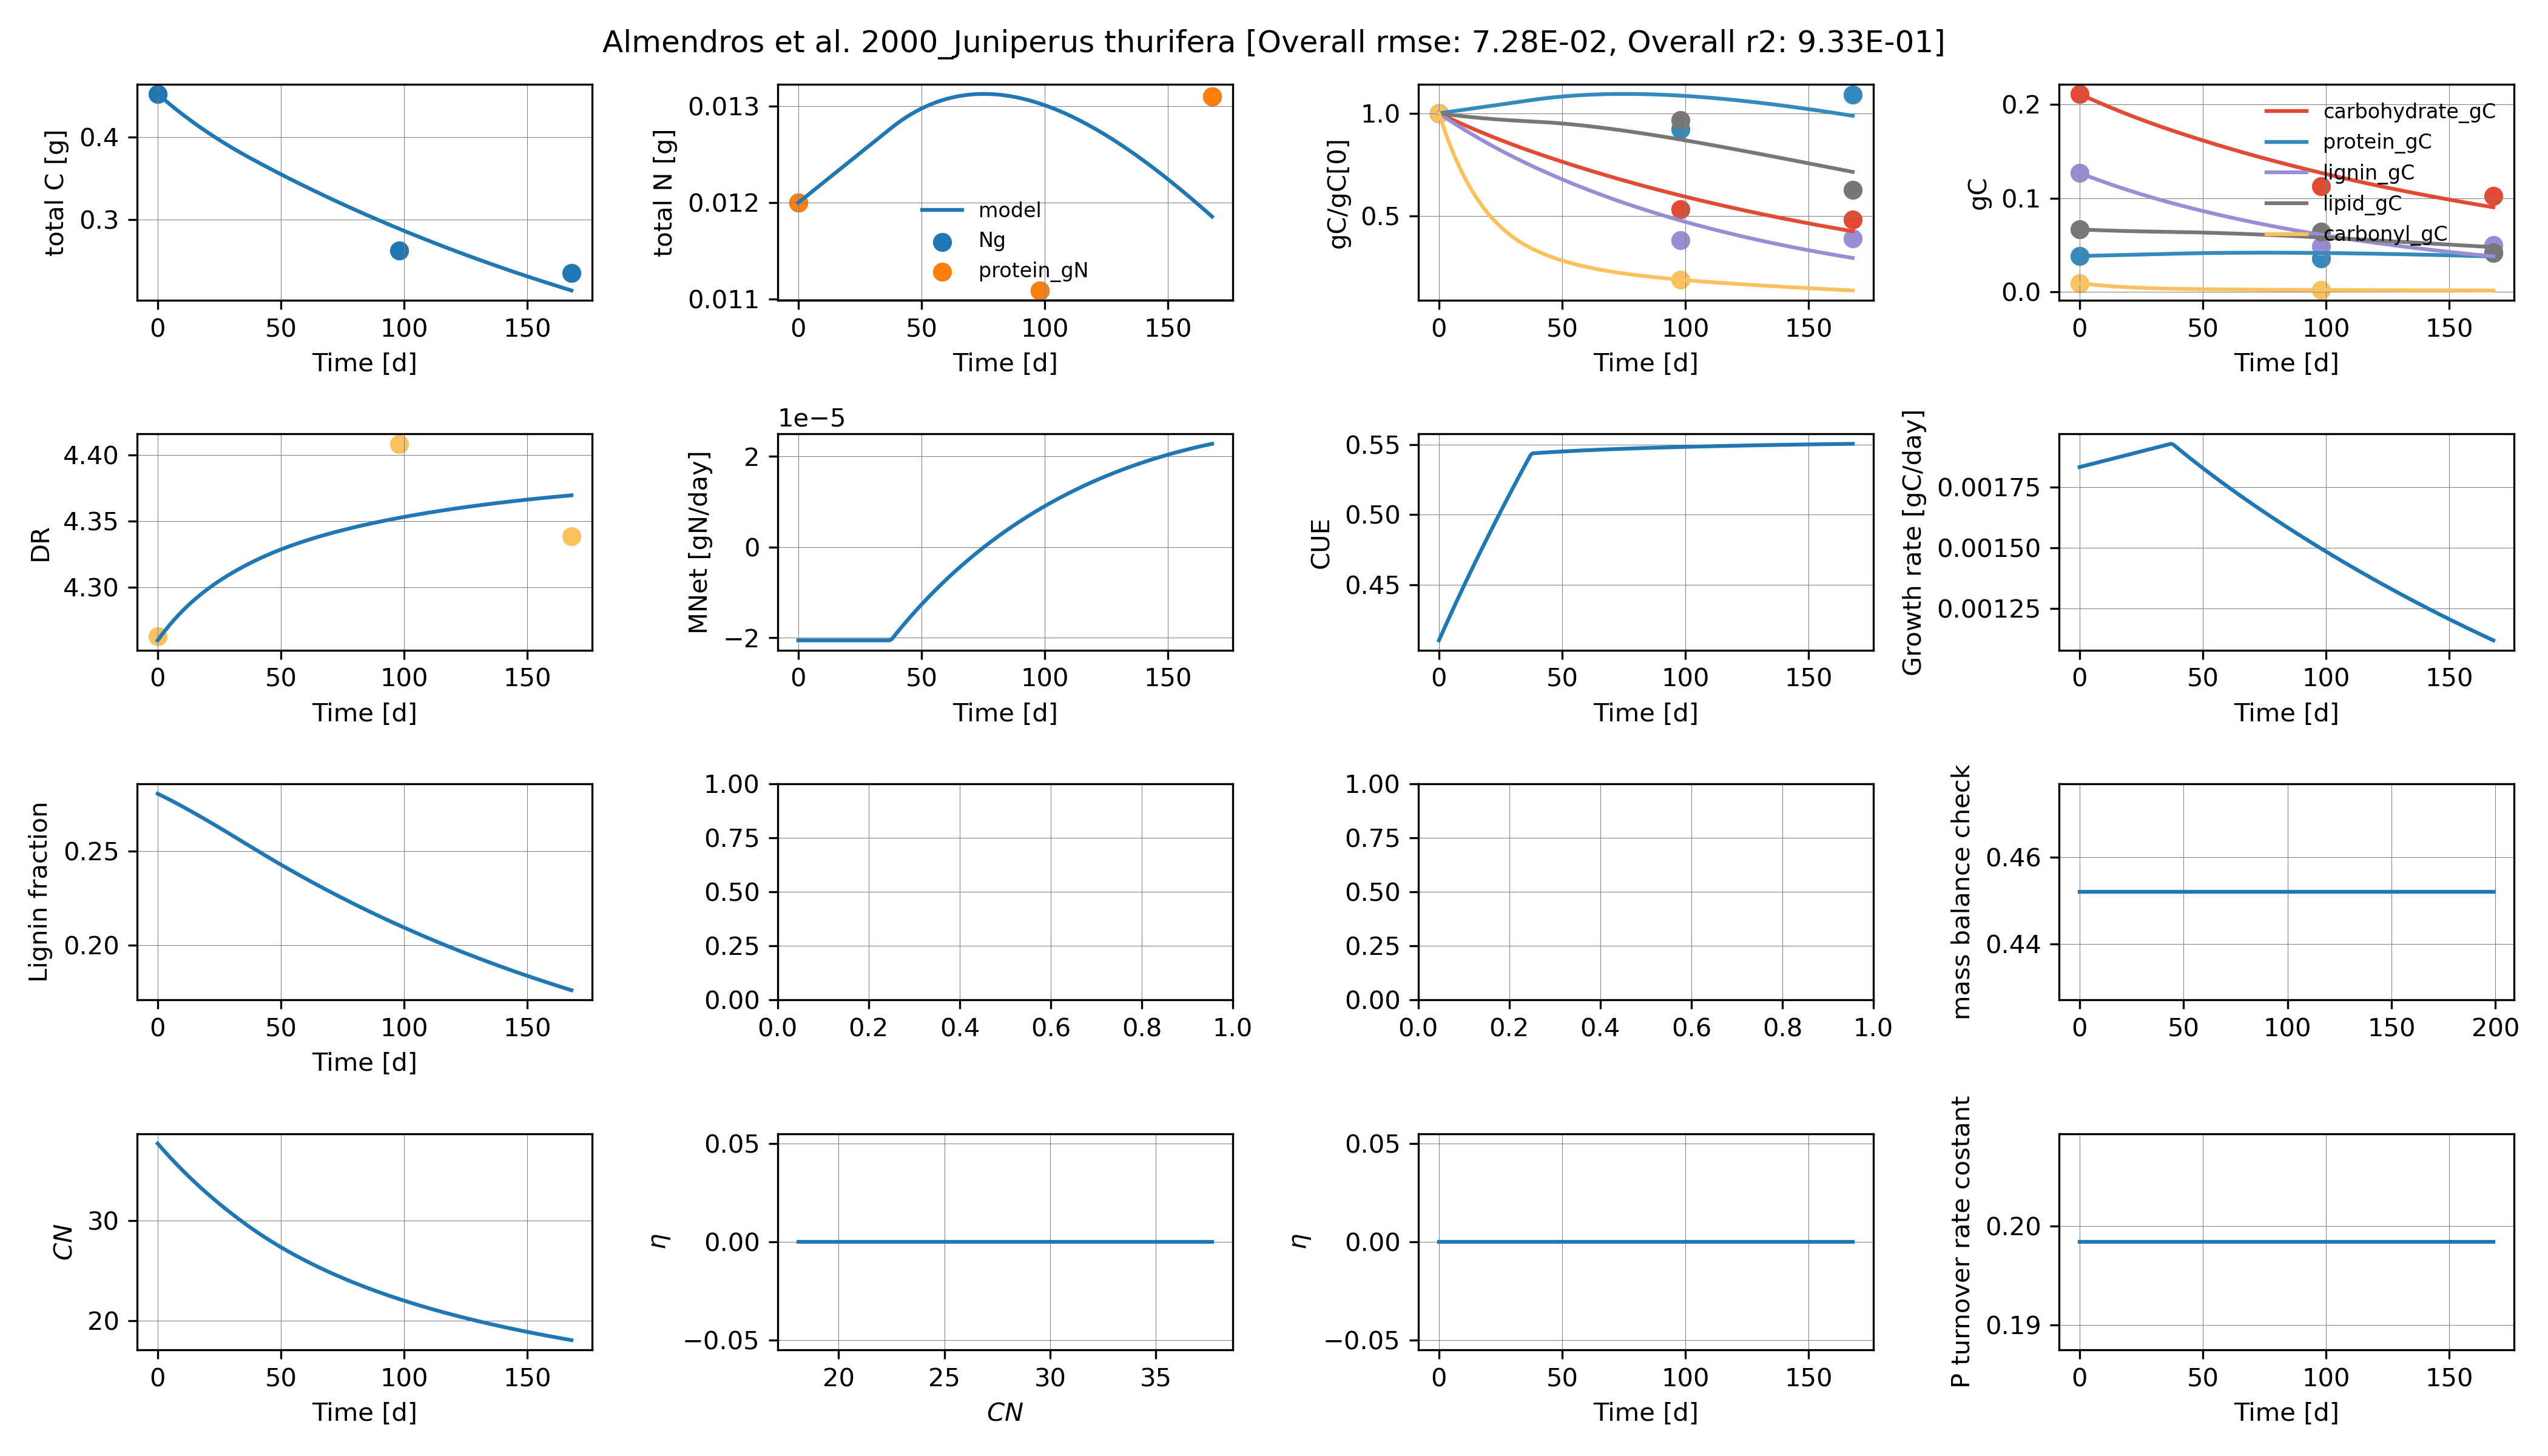 Almendros et al. 2000_Juniperus thurifera [Overall rmse: 7.28E-02, Overall r2: 9.33E-01]
total C [g]
0.4
0.3
0 50 100 150
Time [d]
total N [g]
0.013
0.012
0.011
model
Ng
protein_gN
0 50 100 150
Time [d]
gC/gC[0]
1.0
0.5
0 50 100 150
Time [d]
gC
0.2
0.1
0.0
carbohydrate_gC
protein_gC
lignin_gC
lipid_gC
carbonyl_gC
0 50 100 150
Time [d]
DR
4.40
4.35
4.30
0 50 100 150
Time [d]
1e−5
MNet [gN/day]
2
0
−2
0 50 100 150
Time [d]
CUE
0.55
0.50
0.45
0 50 100 150
Time [d]
Growth rate [gC/day]
0.00175
0.00150
0.00125
0 50 100 150
Time [d]
Lignin fraction
0.25
0.20
0 50 100 150
Time [d]
1.00
0.75
0.50
0.25
0.00
0.0 0.2 0.4 0.6 0.8 1.0
1.00
0.75
0.50
0.25
0.00
0.0 0.2 0.4 0.6 0.8 1.0
mass balance check
0.46
0.44
0 50 100 150 200
CN
30
20
0 50 100 150
Time [d]
η
0.05
0.00
−0.05
20 25 30 35
CN
η
0.05
0.00
−0.05
0 50 100 150
Time [d]
P turnover rate costant
0.20
0.19
0 50 100 150
Time [d]